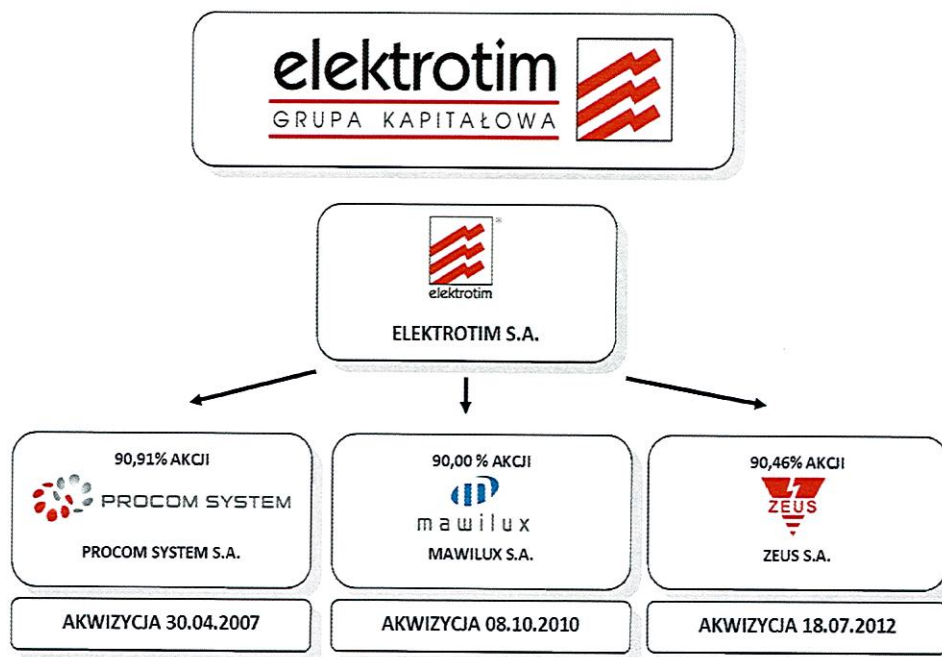 elektrotim
GRUPA KAPITAŁOWA
elektrotim
ELEKTROTIM S.A.
90,91% AKCJI
PROCOM SYSTEM
PROCOM SYSTEM S.A.
90,00 % AKCJI
mawilux
MAWILUX S.A.
90,46% AKCJI
ZEUS
ZEUS S.A.
AKWIZYCJA 30.04.2007
AKWIZYCJA 08.10.2010
AKWIZYCJA 18.07.2012